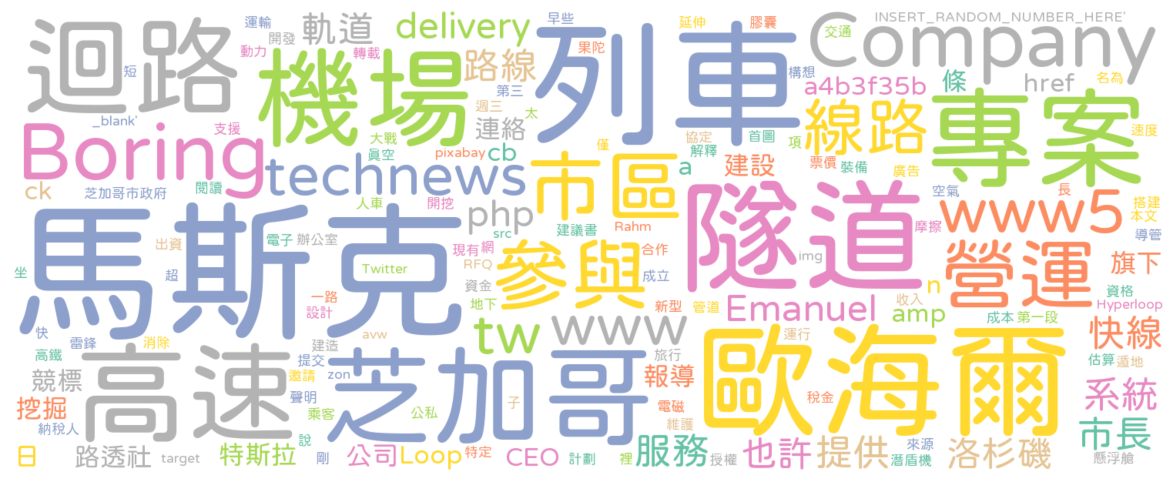 運輸 早些 延伸 膠囊 INSERT_RANDOM_NUMBER_HERE'
開發 軌道 delivery 果陀 列車 交通 Company
迴路 動力 轉載 機場 路線 第三 構想 a4b3f35b 條 href 名為
短 週三 太 協定 首圖 項 線路 專案 速度
_blank' 支援 大戰 連絡 僅 解釋
Boring 真空 pixabay cb 市區 a 建設 票價 裝備 廣告
ck 芝加哥市政府 閱讀 technews 空氣 長 搭建
人車 開挖 php 建議書 Rahm 隧道 www5 本文
馬斯克 出資 電子 辦公室 src 參與 摩擦 導管
坐 超 Twitter 現有 網 合作 img 營運 旗下
RFQ 成立 n 資格
一路 資金 地下 新型 管道 Emanuel 收入 amp Hyperloop
快 設計 tw www 成本 第一段 快線
雷鋒 消除 avw 運行
高鐵 建造 芝加哥 旅行 歐海爾 估算 遁地
競標 高速 提交 zon 報導 系統
邀請 電磁 稅金
挖掘 聲明 子 維護
納稅人 乘客 公私 市長
日 說 服務 也許 提供 來源 洛杉磯
路透社 target 特斯拉 剛 公司 Loop 特定 CEO 計劃 裡 授權 潛盾機 懸浮艙